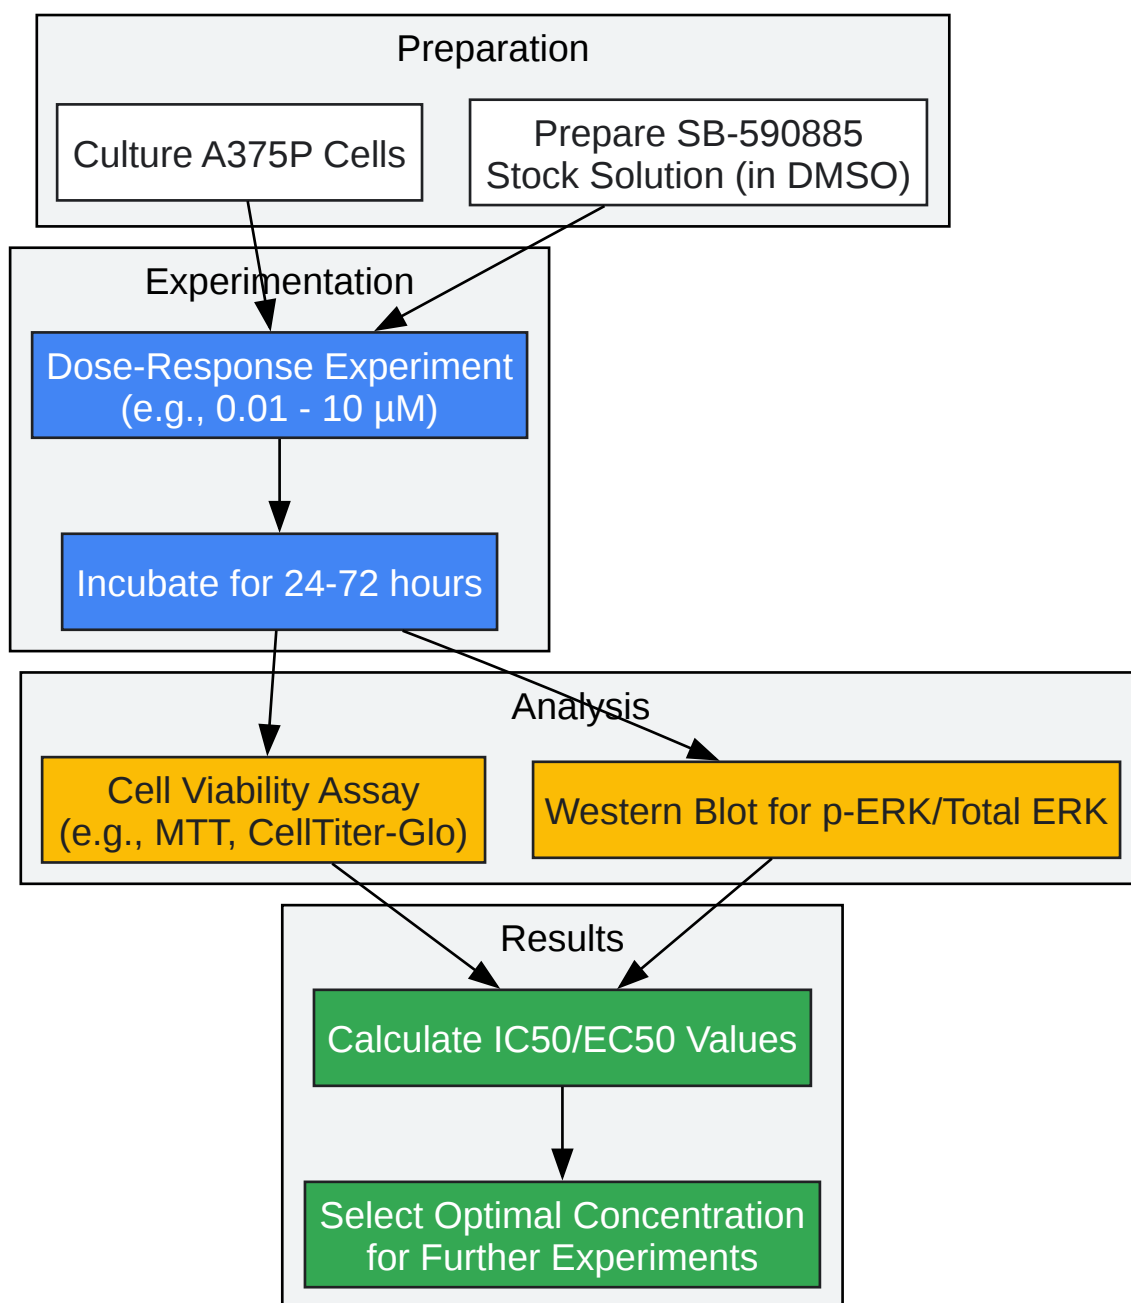 Preparation
Culture A375P Cells
Prepare SB-590885
Stock Solution (in DMSO)
Experimentation
Dose-Response Experiment
(e.g., 0.01 - 10 µM)
Incubate for 24-72 hours
Analysis
Cell Viability Assay
(e.g., MTT, CellTiter-Glo)
Western Blot for p-ERK/Total ERK
Results
Calculate IC50/EC50 Values
Select Optimal Concentration
for Further Experiments